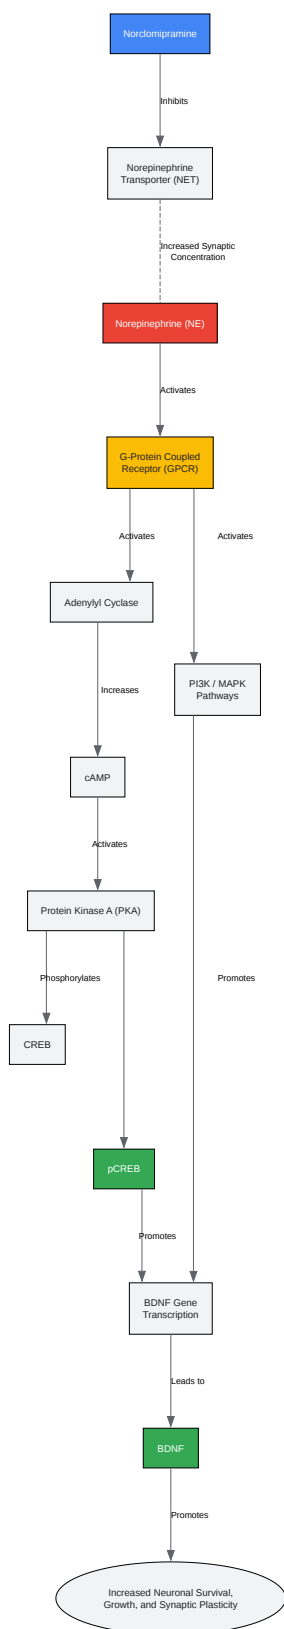 Norclomipramine
Inhibits
Norepinephrine
Transporter (NET)
Increased Synaptic
Concentration
Norepinephrine (NE)
Activates
G-Protein Coupled
Receptor (GPCR)
Activates
Activates
Adenylyl Cyclase
PI3K / MAPK
Pathways
Increases
cAMP
Activates
Protein Kinase A (PKA)
Phosphorylates
Promotes
CREB
pCREB
Promotes
BDNF Gene
Transcription
Leads to
BDNF
Promotes
Increased Neuronal Survival,
Growth, and Synaptic Plasticity